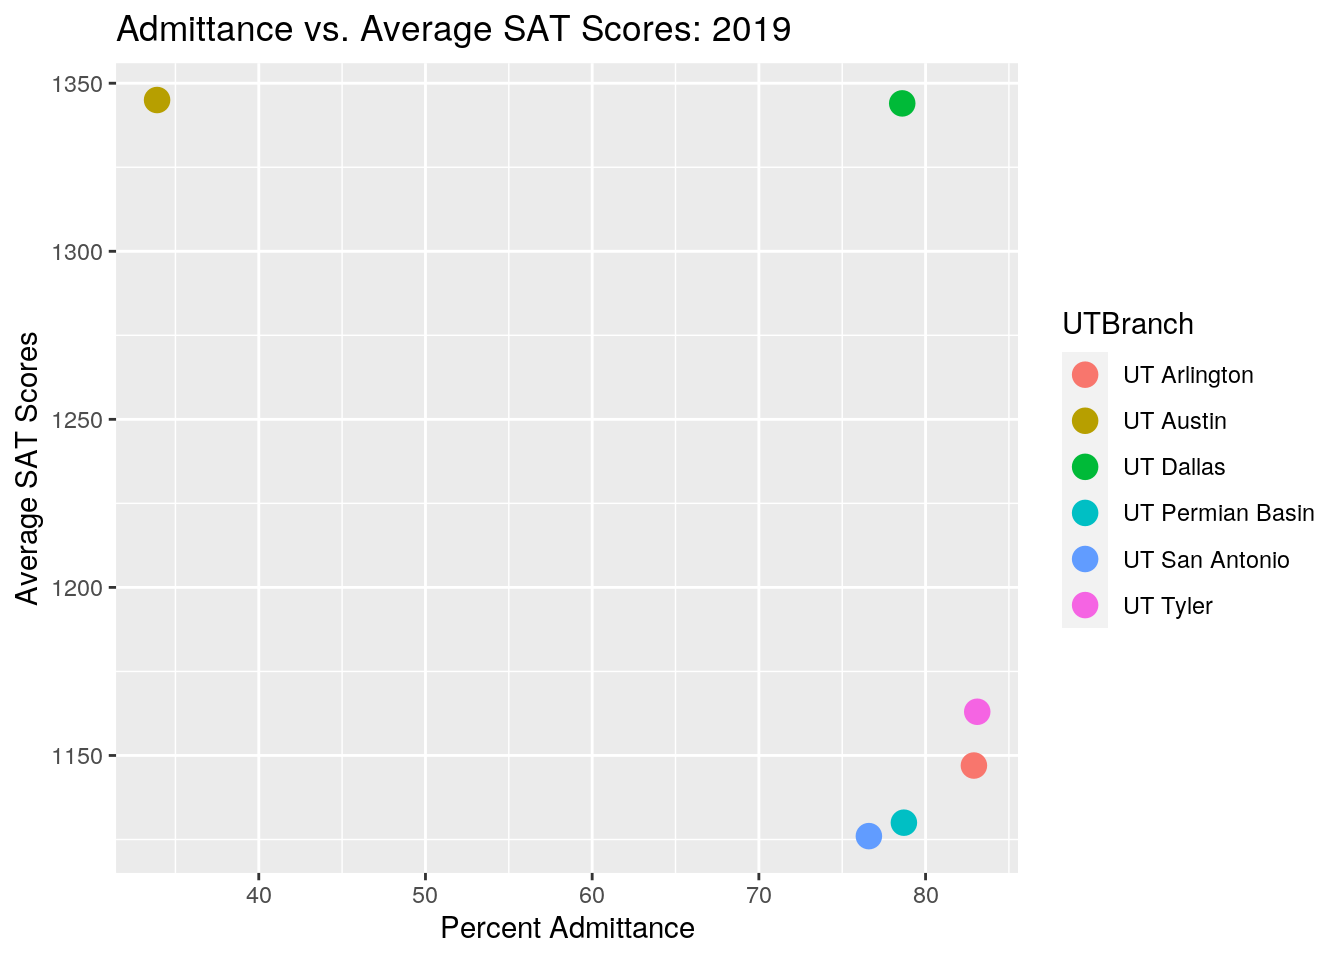 Admittance vs. Average SAT Scores: 2019
1350
1300
1250
1200
1150
Average SAT Scores
40 50 60 70 80
Percent Admittance
UTBranch
UT Arlington
UT Austin
UT Dallas
UT Permian Basin
UT San Antonio
UT Tyler